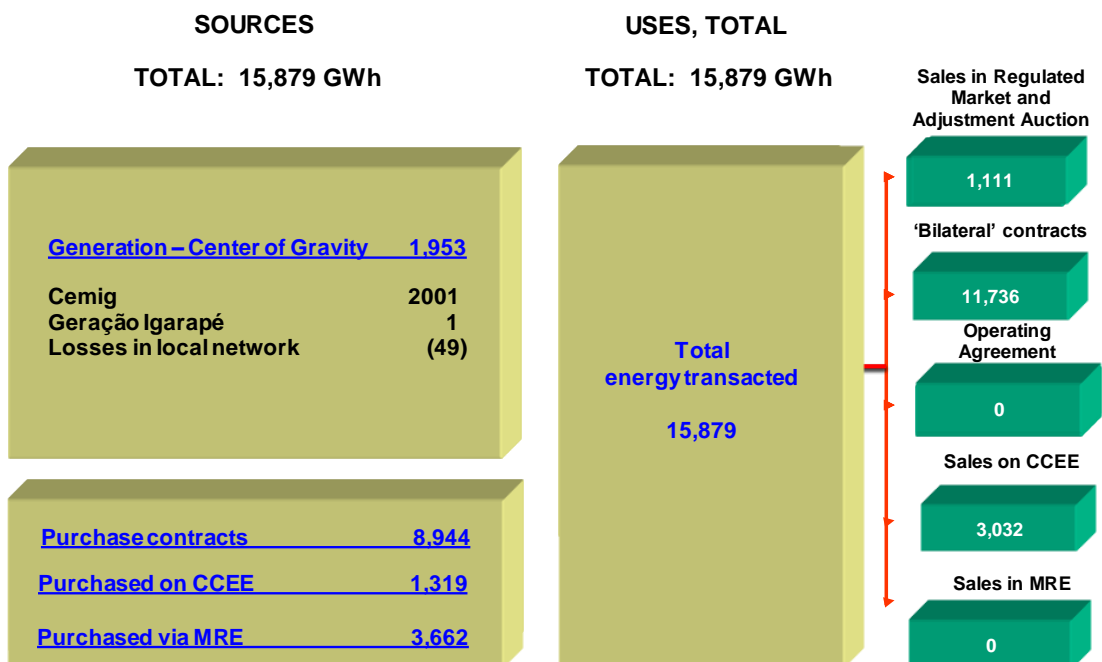 SOURCES
TOTAL: 15,879 GWh
Generation – Center of Gravity 1,953
Cemig 2001
Geração Igarapé 1
Losses in local network (49)
Purchase contracts 8,944
Purchased on CCEE 1,319
Purchased via MRE 3,662
USES, TOTAL
TOTAL: 15,879 GWh
Total
energy transacted
15,879
Sales in Regulated
Market and
Adjustment Auction
1,111
‘Bilateral’ contracts
11,736
Operating
Agreement
0
Sales on CCEE
3,032
Sales in MRE
0